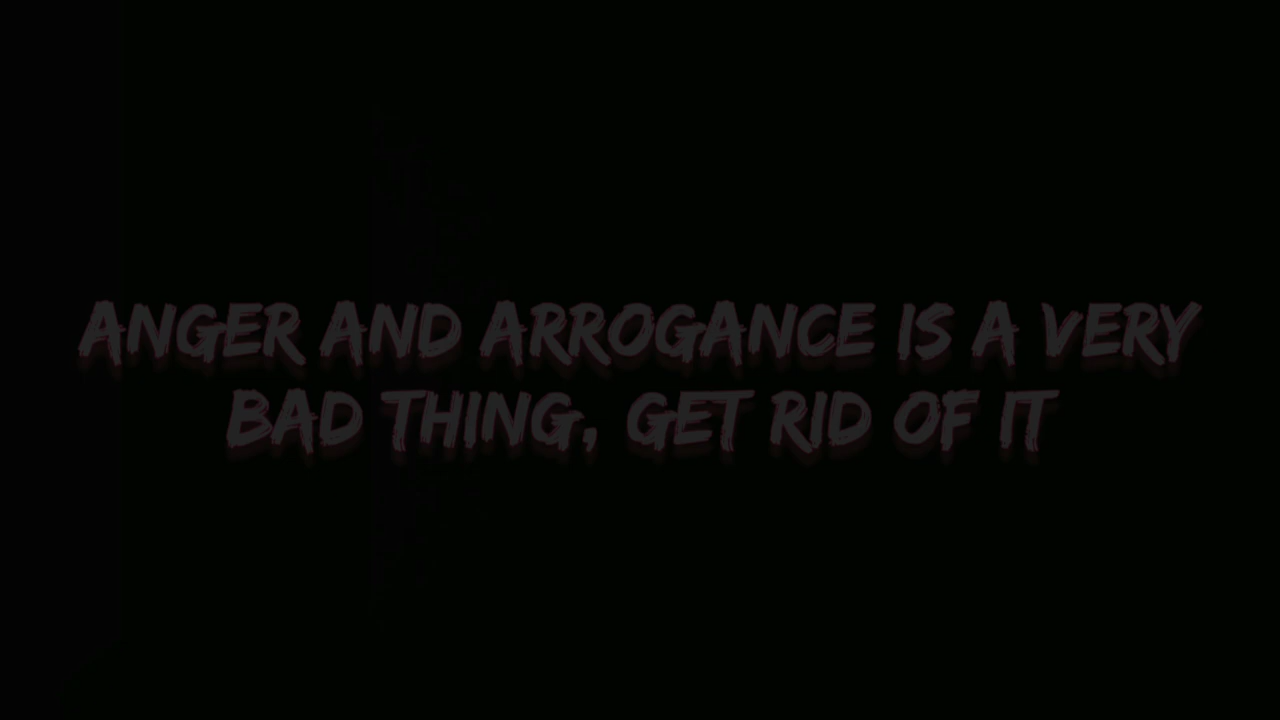 ANGER AND ARROGANCE IS A VERY
BAD THING, GET RID OF IT